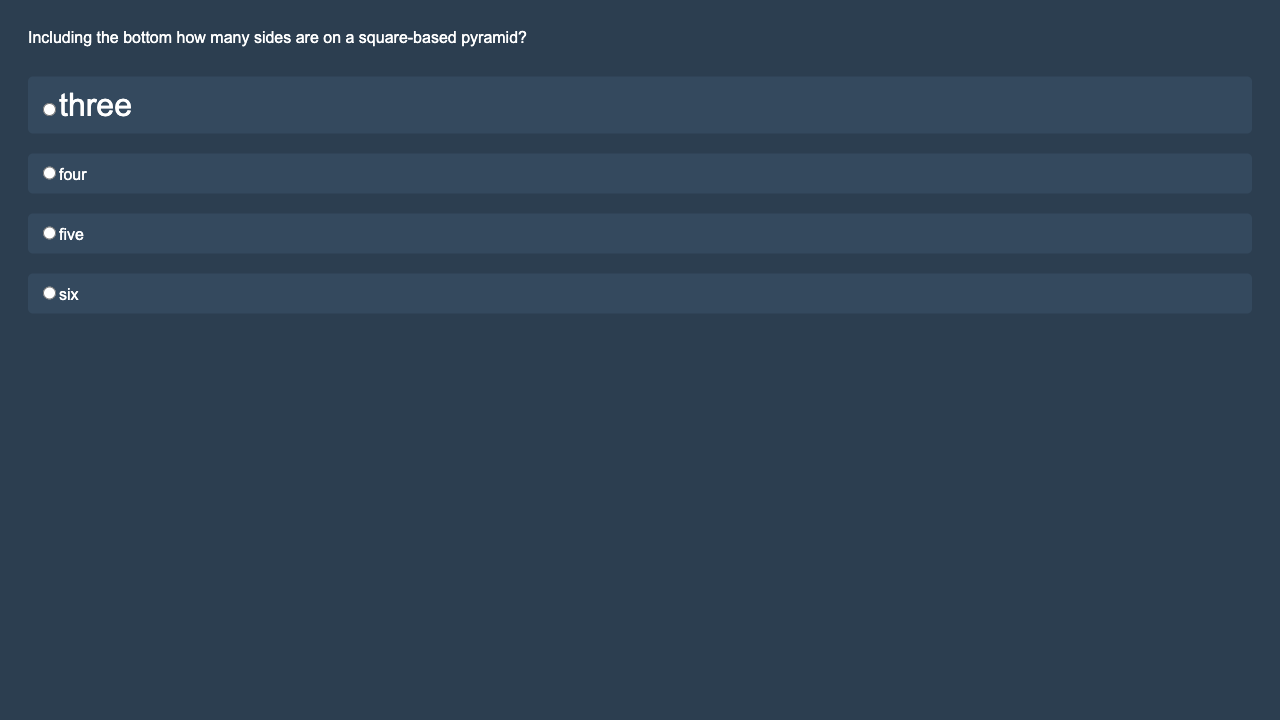 Including the bottom how many sides are on a square-based pyramid?
three
four
five
six